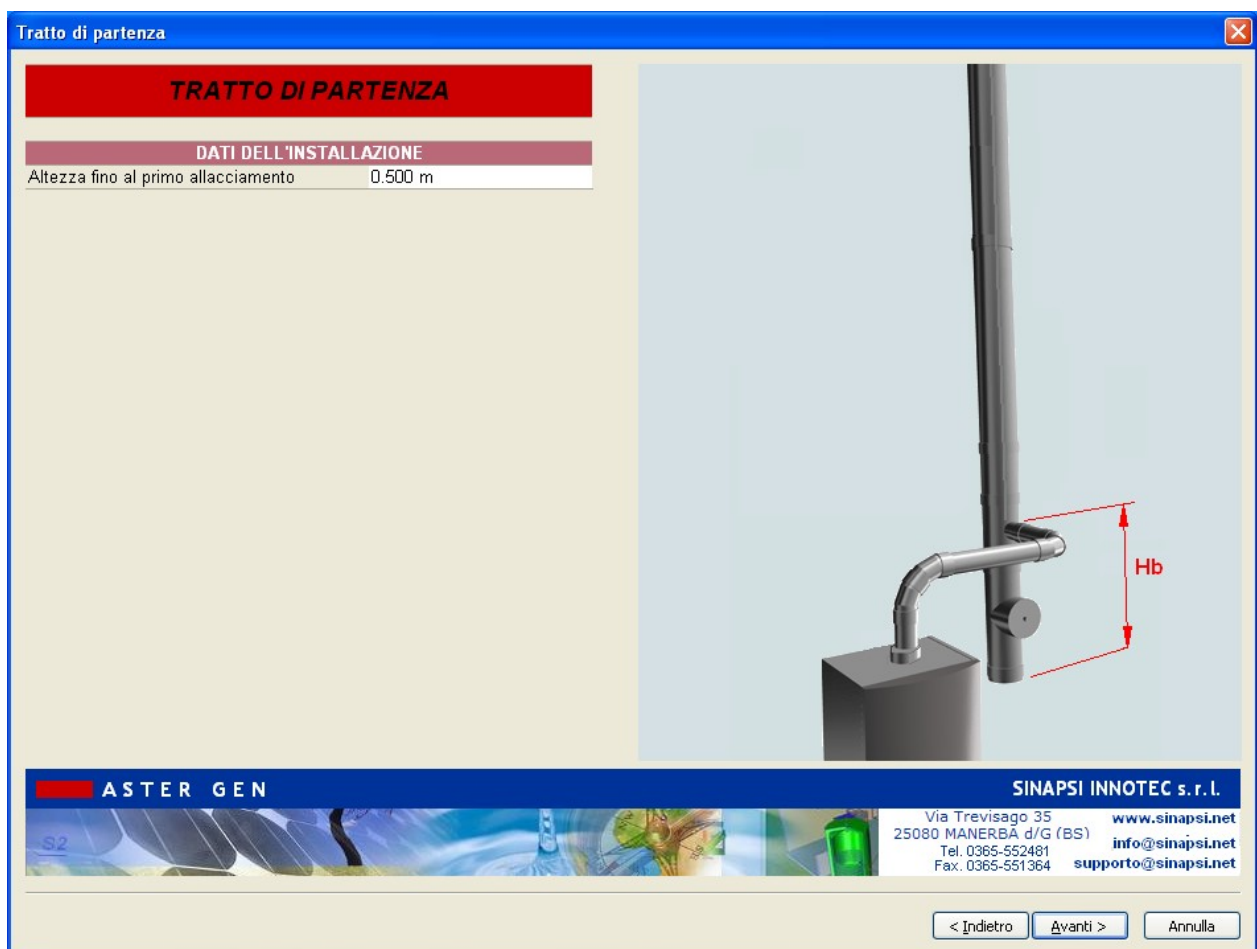 Tratto di partenza
TRATTO DI PARTENZA
DATI DELL'INSTALLAZIONE
Altezza fino al primo allacciamento 0.500 m
Hb
ASTER GEN
SINAPSI INNOTEC s.r.l.
S2
Via Trevisago 35
25080 MANERBA d/G (BS)
Tel. 0365-552481
Fax. 0365-551364
www.sinapsi.net
info@sinapsi.net
supporto@sinapsi.net
< Indietro
Avanti >
Annulla